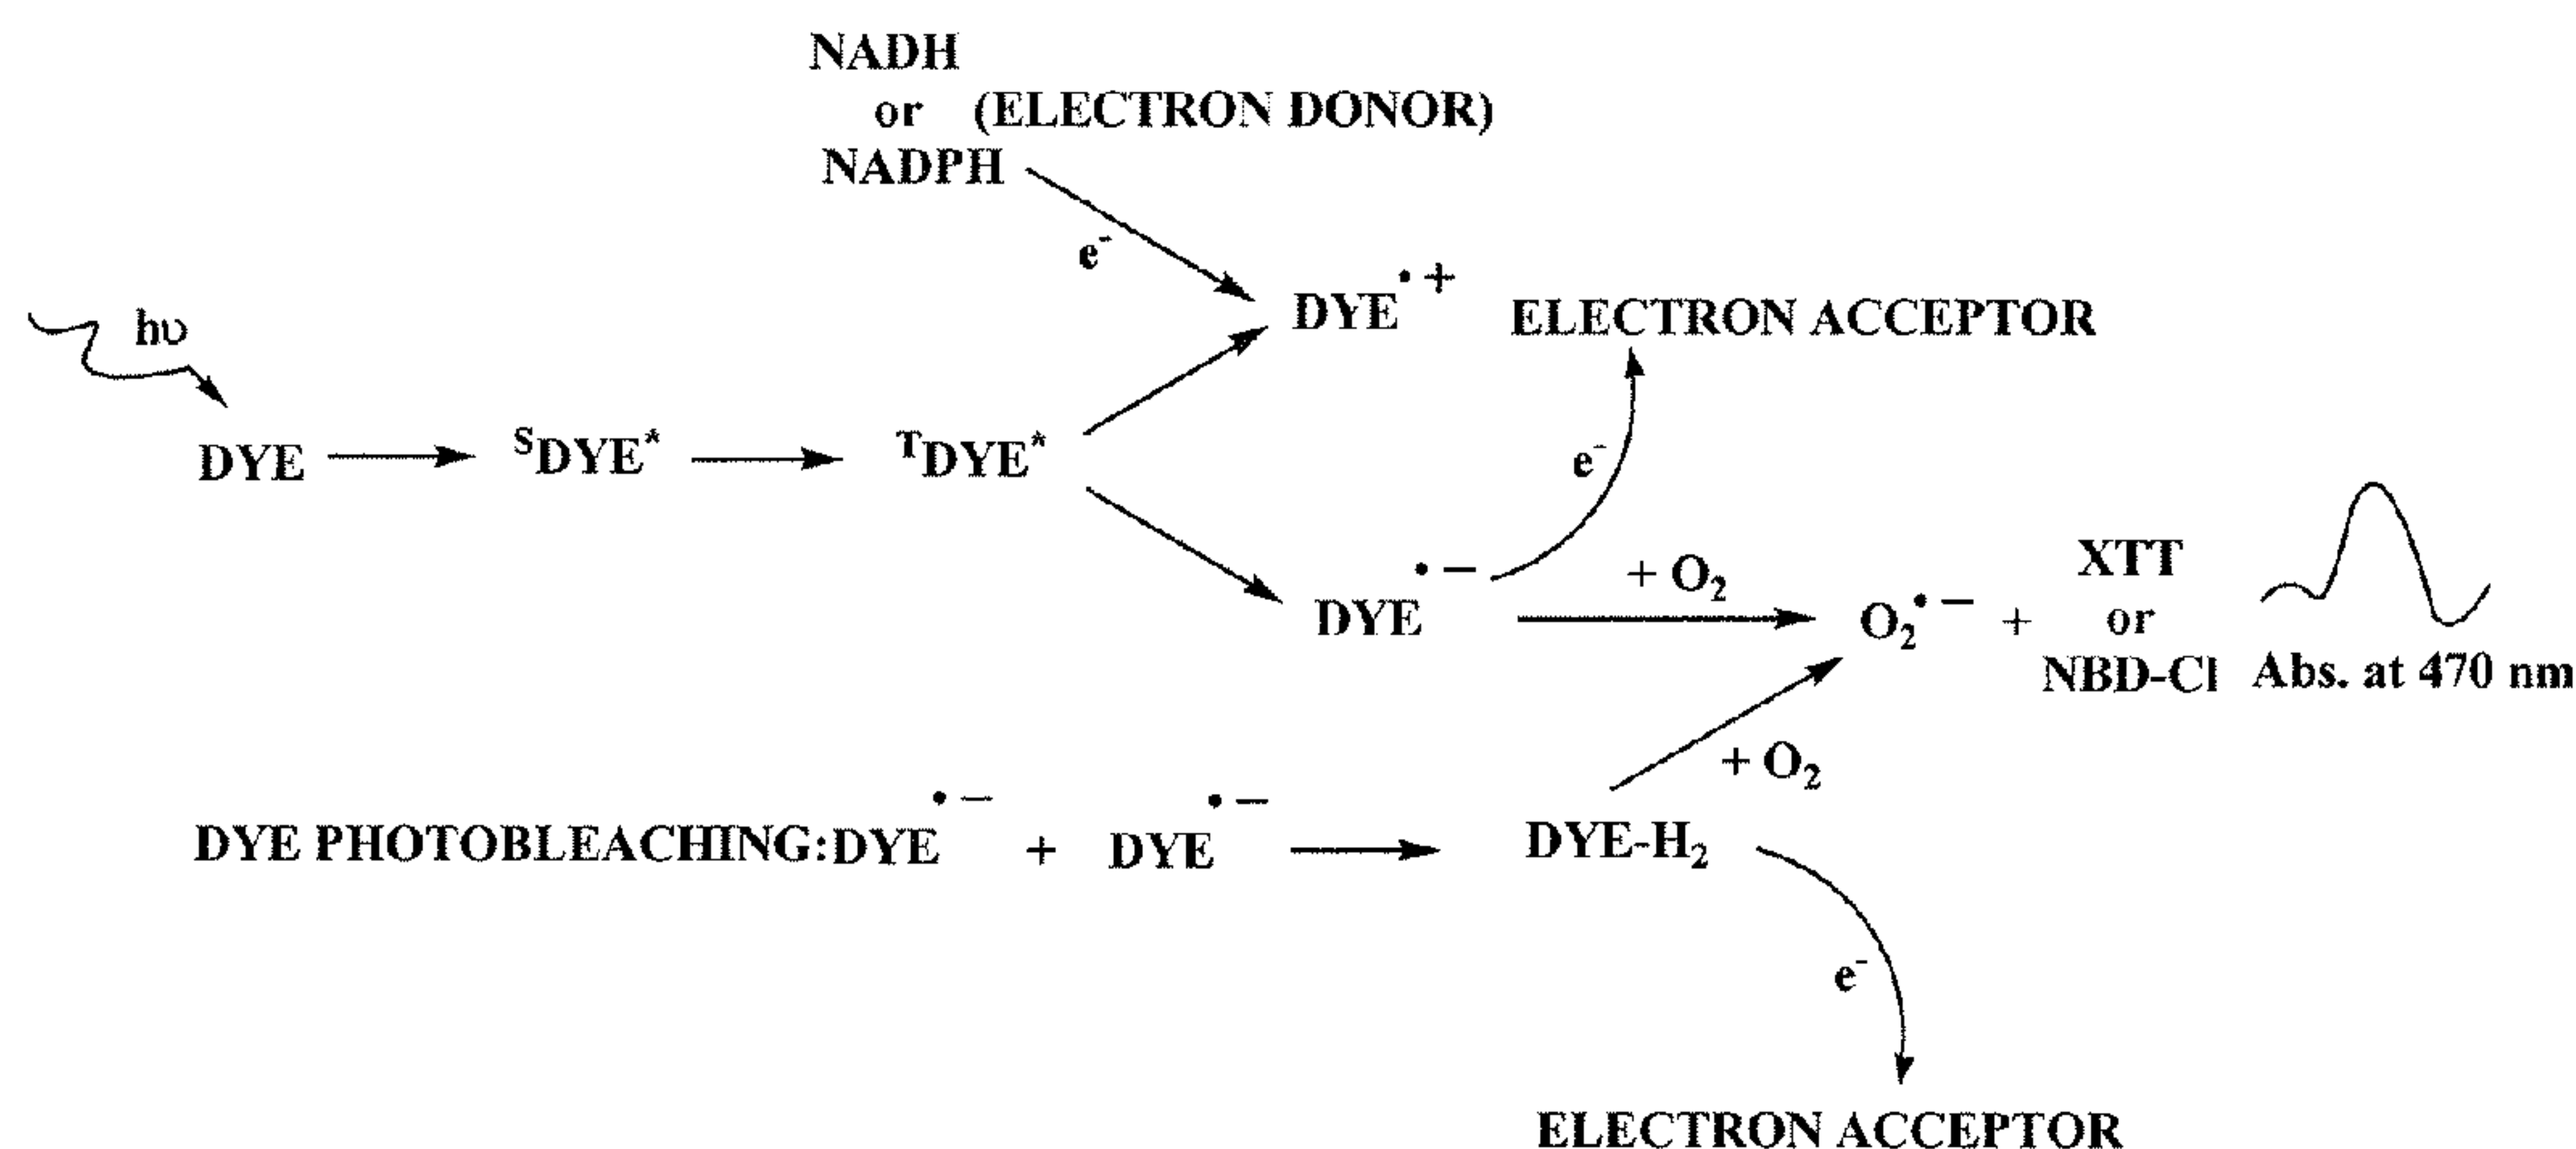 NADH
or (ELECTRON DONOR)
NADPH
e⁻
hυ
DYE•+ ELECTRON ACCEPTOR
DYE ˢDYE* ᵀDYE*
e⁻
DYE•− + O₂ O₂•− + XTT
or
NBD-Cl Abs. at 470 nm
+ O₂
DYE PHOTOBLEACHING:DYE•− + DYE•− DYE-H₂
e⁻
ELECTRON ACCEPTOR